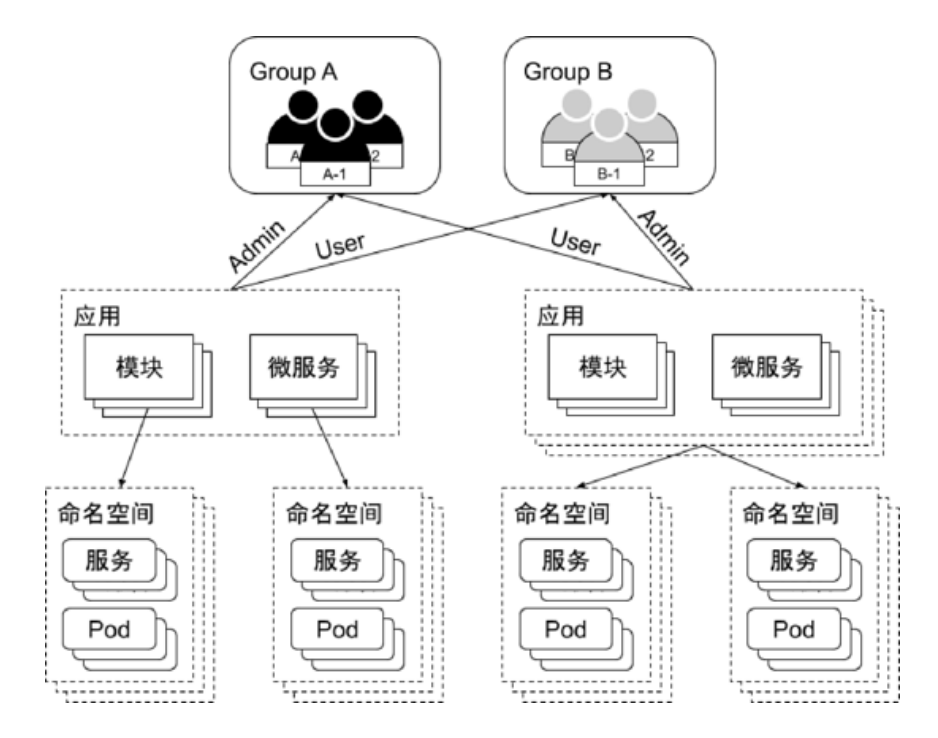 Group A
Group B
A
2
A-1
B
2
B-1
Admin
User
User
Admin
应用
模块
微服务
应用
模块
微服务
命名空间
服务
Pod
命名空间
服务
Pod
命名空间
服务
Pod
命名空间
服务
Pod